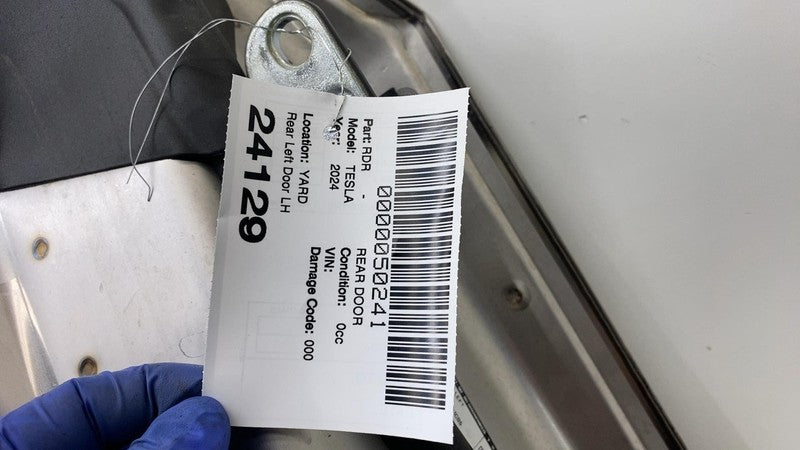 0000050241
Part: RDR - REAR DOOR
Model: TESLA Condition: 0cc
Year: 2024 VIN:
Location: YARD Damage Code: 000
Rear Left Door LH
24129